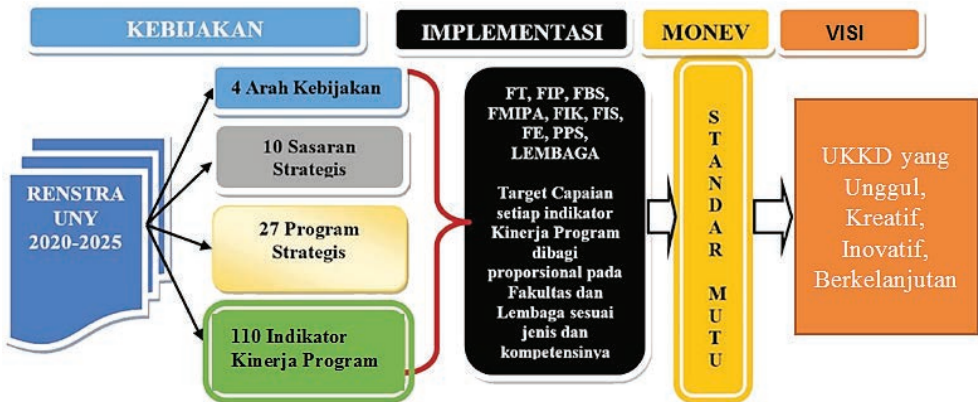 KEBIJAKAN
IMPLEMENTASI
MONEV
VISI
RENSTRA
UNY
2020-2025
4 Arah Kebijakan
10 Sasaran
Strategis
27 Program
Strategis
110 Indikator
Kinerja Program
FT, FIP, FBS,
FMIPA, FIK, FIS,
FE, PPS,
LEMBAGA
Target Capaian
setiap indikator
Kinerja Program
dibagi
proporsional pada
Fakultas dan
Lembaga sesuai
jenis dan
kompetensinya
STANDAR MUTU
UKKD yang
Unggul,
Kreatif,
Inovatif,
Berkelanjutan